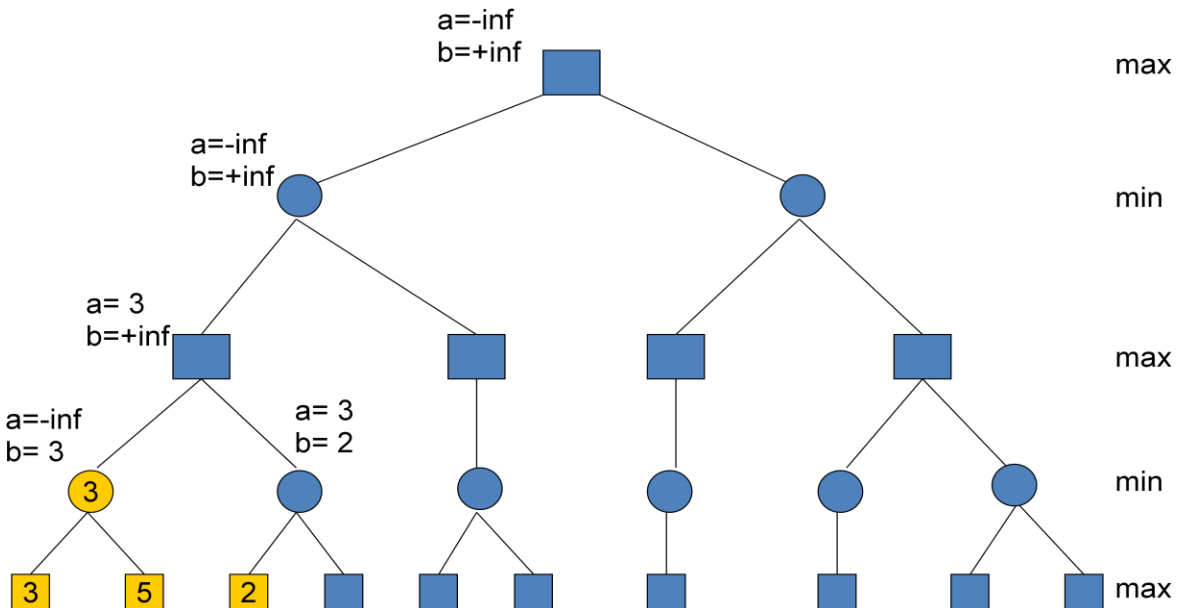 a=-inf
b=+inf
max
a=-inf
b=+inf
min
a= 3
b=+inf
max
a=-inf
b= 3
a= 3
b= 2
3
min
3
5
2
max